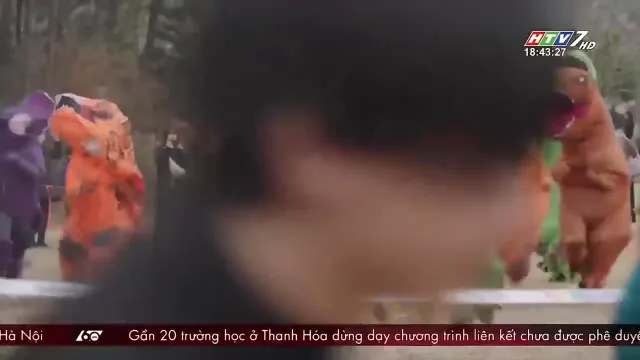 HTV7 HD
18:43:27
Hà Nội 60 Gần 20 trường học ở Thanh Hóa dừng dạy chương trình liên kết chưa được phê duyệ